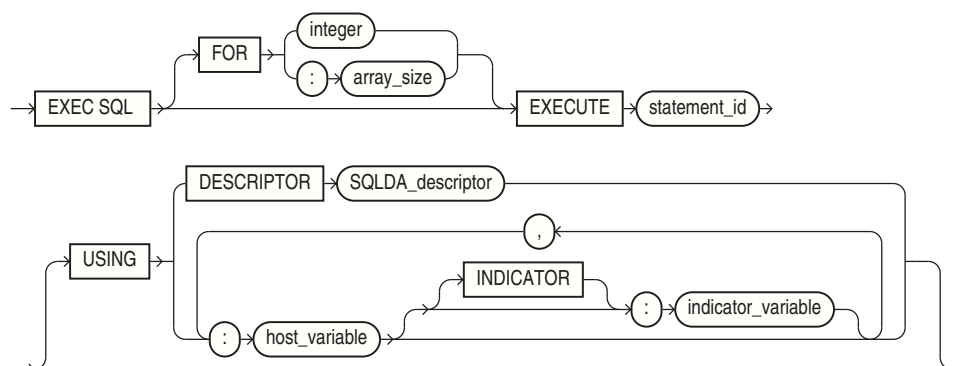 integer
FOR
: array_size
EXEC SQL EXECUTE statement_id
DESCRIPTOR SQLDA_descriptor
,
USING
INDICATOR
: host_variable : indicator_variable